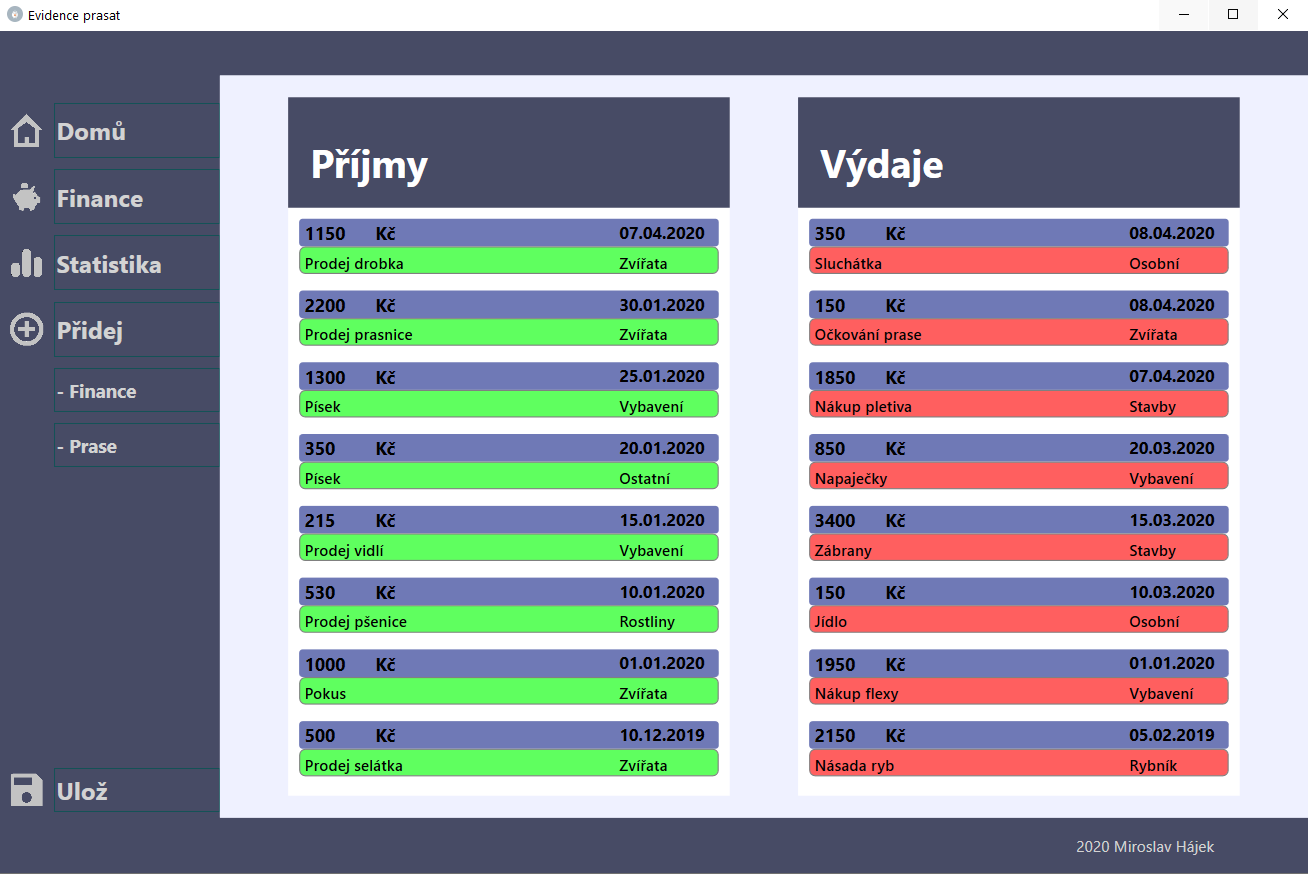 Evidence prasat
Domů
Finance
Statistika
Přidej
- Finance
- Prase
Ulož
Příjmy
1150 Kč 07.04.2020
Prodej drobka Zvířata
2200 Kč 30.01.2020
Prodej prasnice Zvířata
1300 Kč 25.01.2020
Písek Vybavení
350 Kč 20.01.2020
Písek Ostatní
215 Kč 15.01.2020
Prodej vidlí Vybavení
530 Kč 10.01.2020
Prodej pšenice Rostliny
1000 Kč 01.01.2020
Pokus Zvířata
500 Kč 10.12.2019
Prodej selátka Zvířata
Výdaje
350 Kč 08.04.2020
Sluchátka Osobní
150 Kč 08.04.2020
Očkování prase Zvířata
1850 Kč 07.04.2020
Nákup pletiva Stavby
850 Kč 20.03.2020
Napaječky Vybavení
3400 Kč 15.03.2020
Zábrany Stavby
150 Kč 10.03.2020
Jídlo Osobní
1950 Kč 01.01.2020
Nákup flexy Vybavení
2150 Kč 05.02.2019
Násada ryb Rybník
2020 Miroslav Hájek